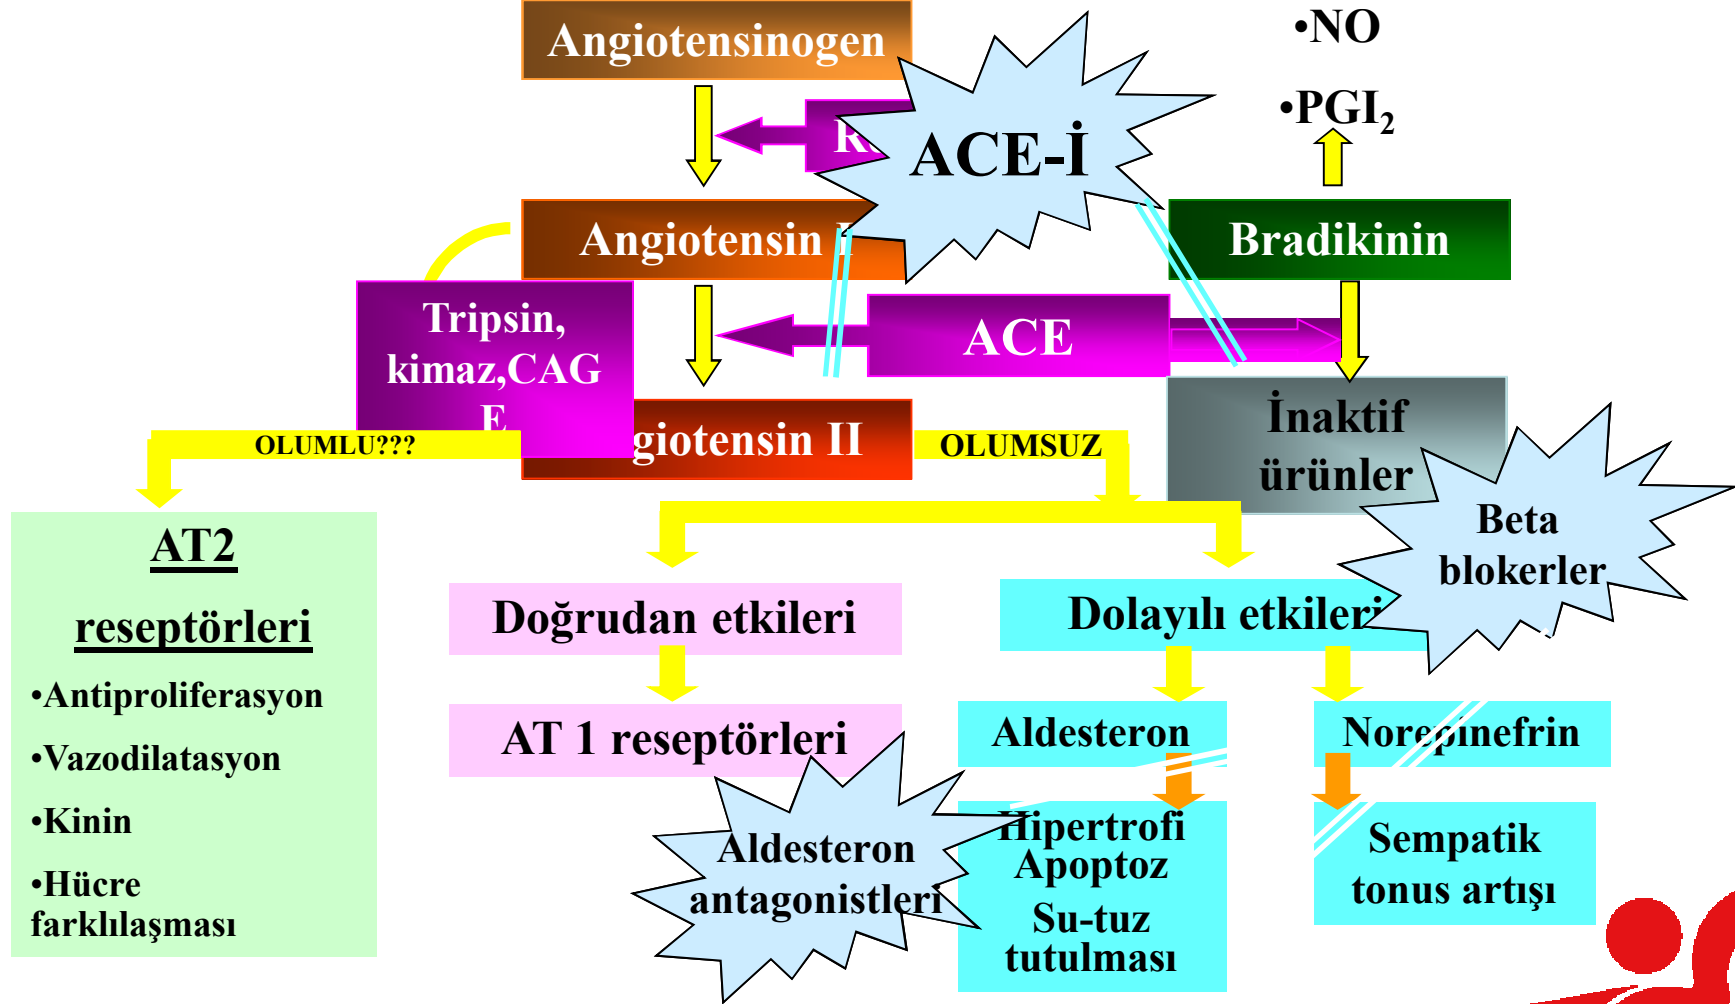 Angiotensinogen
•NO
•PGI₂
ACE-İ
Angiotensin I
Bradikinin
Tripsin,
kimaz,CAG
E
ACE
giotensin II
İnaktif
ürünler
OLUMLU???
OLUMSUZ
Beta
blokerler
AT2
reseptörleri
•Antiproliferasyon
•Vazodilatasyon
•Kinin
•Hücre
farklılaşması
Doğrudan etkileri
Dolayılı etkileri
AT 1 reseptörleri
Aldesteron
Norepinefrin
Aldesteron
antagonistleri
Hipertrofi
Apoptoz
Su-tuz
tutulması
Sempatik
tonus artışı